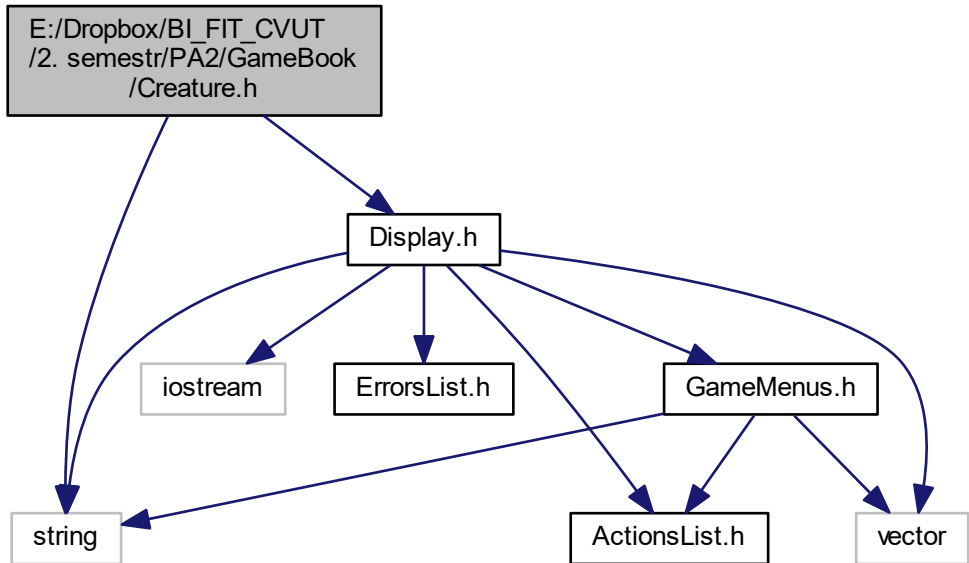 E:/Dropbox/BI_FIT_CVUT
/2. semestr/PA2/GameBook
/Creature.h
Display.h
iostream
ErrorsList.h
GameMenus.h
string
ActionsList.h
vector